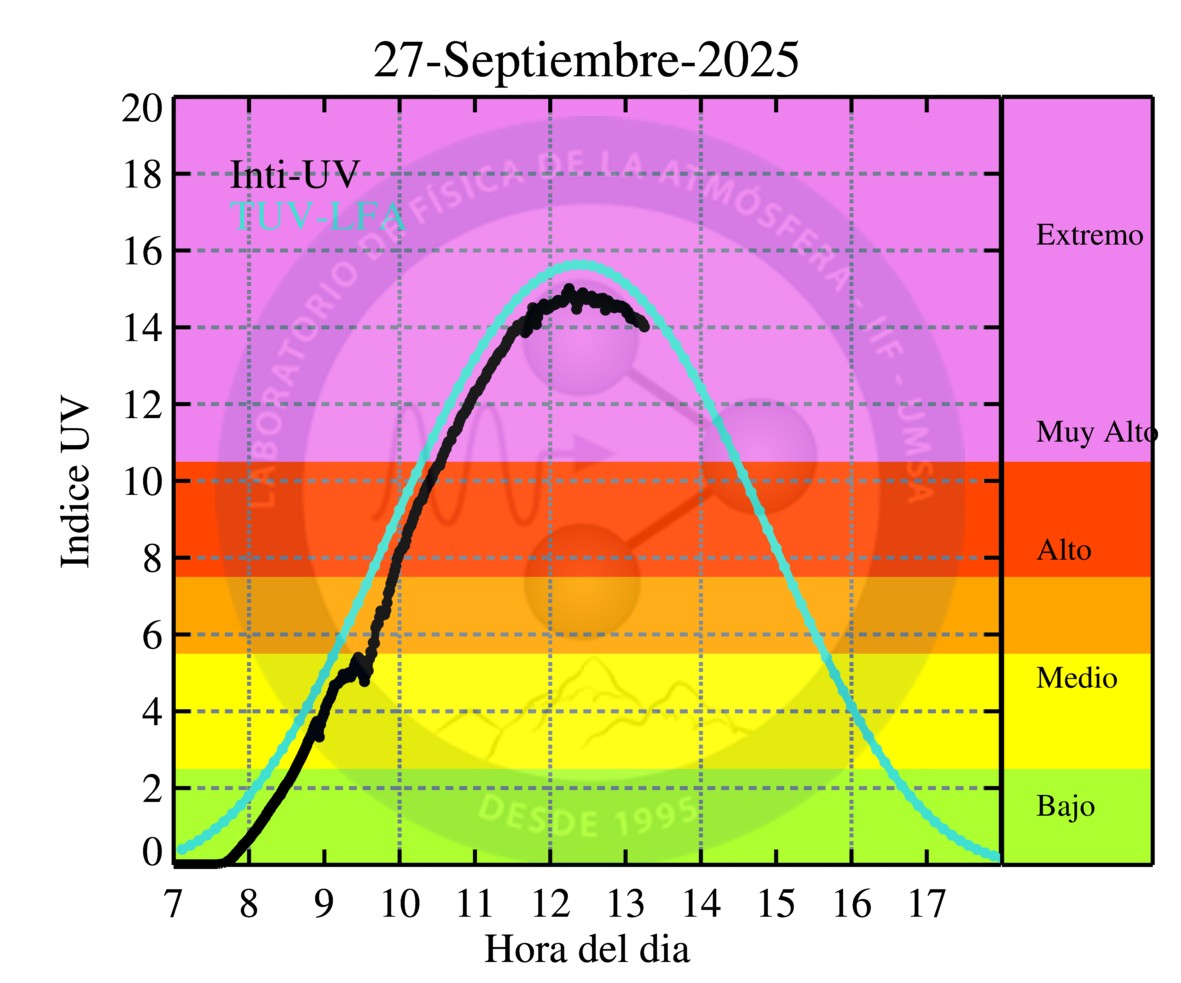 27-Septiembre-2025
20
18
16
14
12
10
8
6
4
2
0
Indice UV
Inti-UV
TUV-LFA
LABORATORIO DE FÍSICA DE LA ATMÓSFERA - IIF - UMSA
DESDE 1995
Extremo
Muy Alto
Alto
Medio
Bajo
7 8 9 10 11 12 13 14 15 16 17
Hora del dia